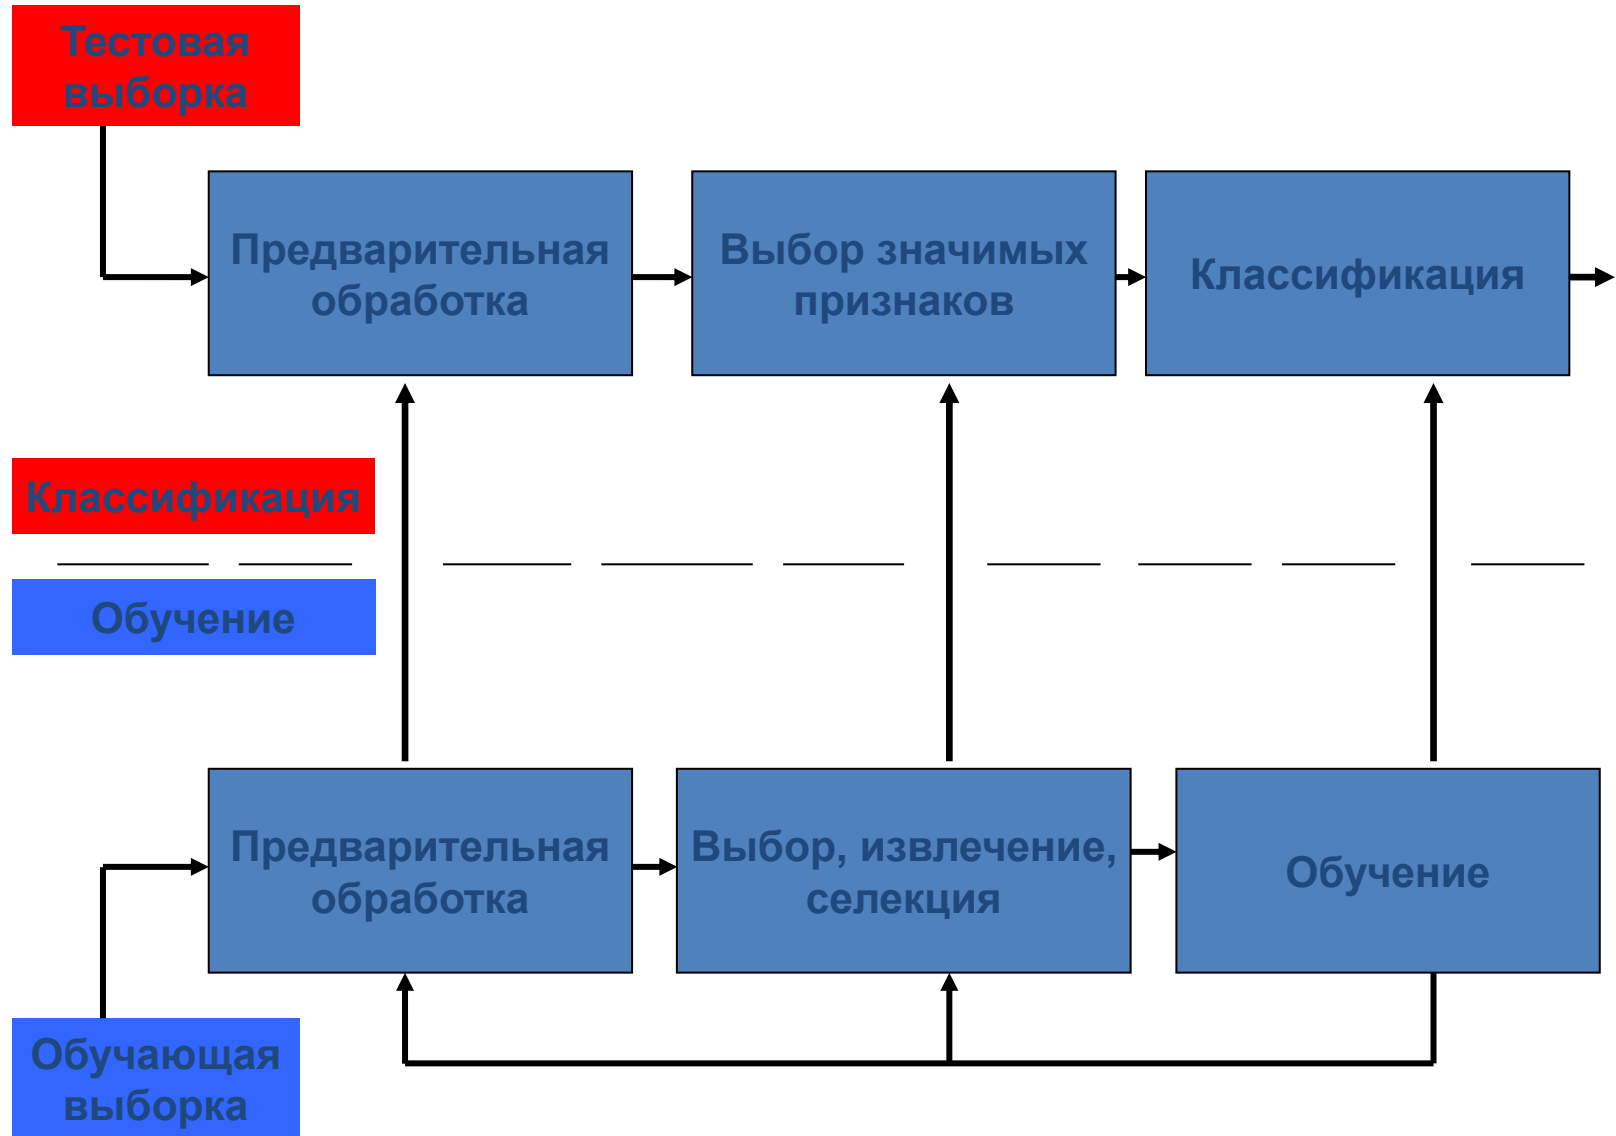 Тестовая
выборка
Предварительная
обработка
Выбор значимых
признаков
Классификация
Классификация
Обучение
Предварительная
обработка
Выбор, извлечение,
селекция
Обучение
Обучающая
выборка